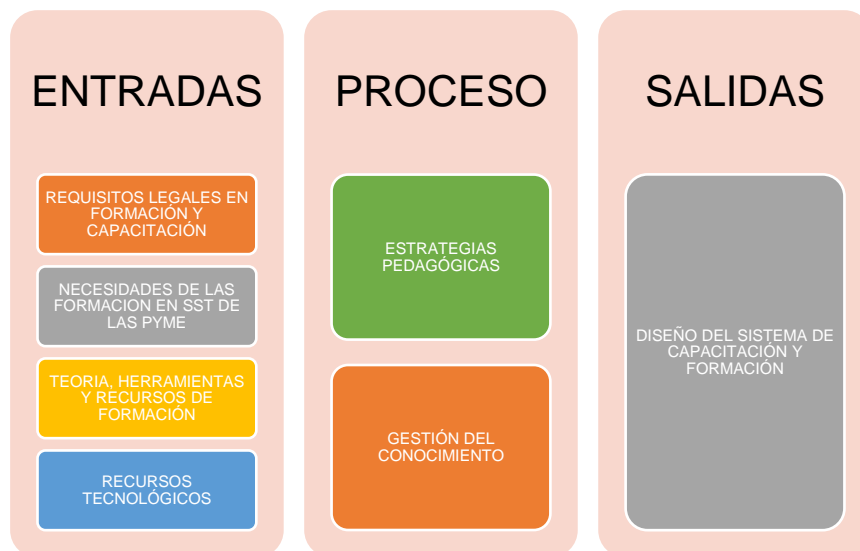 ENTRADAS
REQUISITOS LEGALES EN
FORMACIÓN Y
CAPACITACIÓN
NECESIDADES DE LAS
FORMACION EN SST DE
LAS PYME
TEORIA, HERRAMIENTAS
Y RECURSOS DE
FORMACIÓN
RECURSOS
TECNOLÓGICOS
PROCESO
ESTRATEGIAS
PEDAGÓGICAS
GESTIÓN DEL
CONOCIMIENTO
SALIDAS
DISEÑO DEL SISTEMA DE
CAPACITACIÓN Y
FORMACIÓN